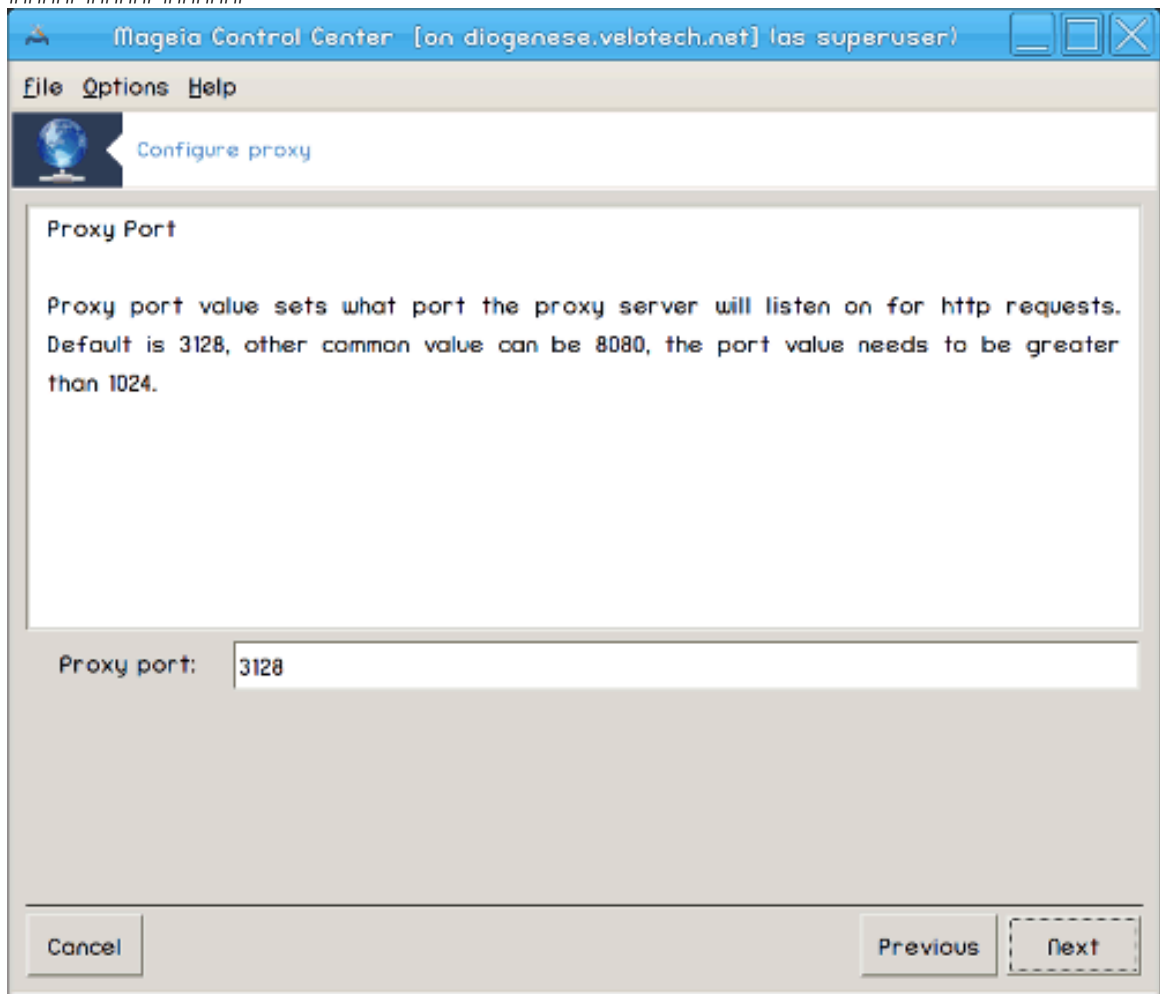 Mageia Control Center [on diogenese.velotech.net] (as superuser)
File Options Help
Configure proxy
Proxy Port
Proxy port value sets what port the proxy server will listen on for http requests.
Default is 3128, other common value can be 8080, the port value needs to be greater
than 1024.
Proxy port: 3128
Cancel Previous Next